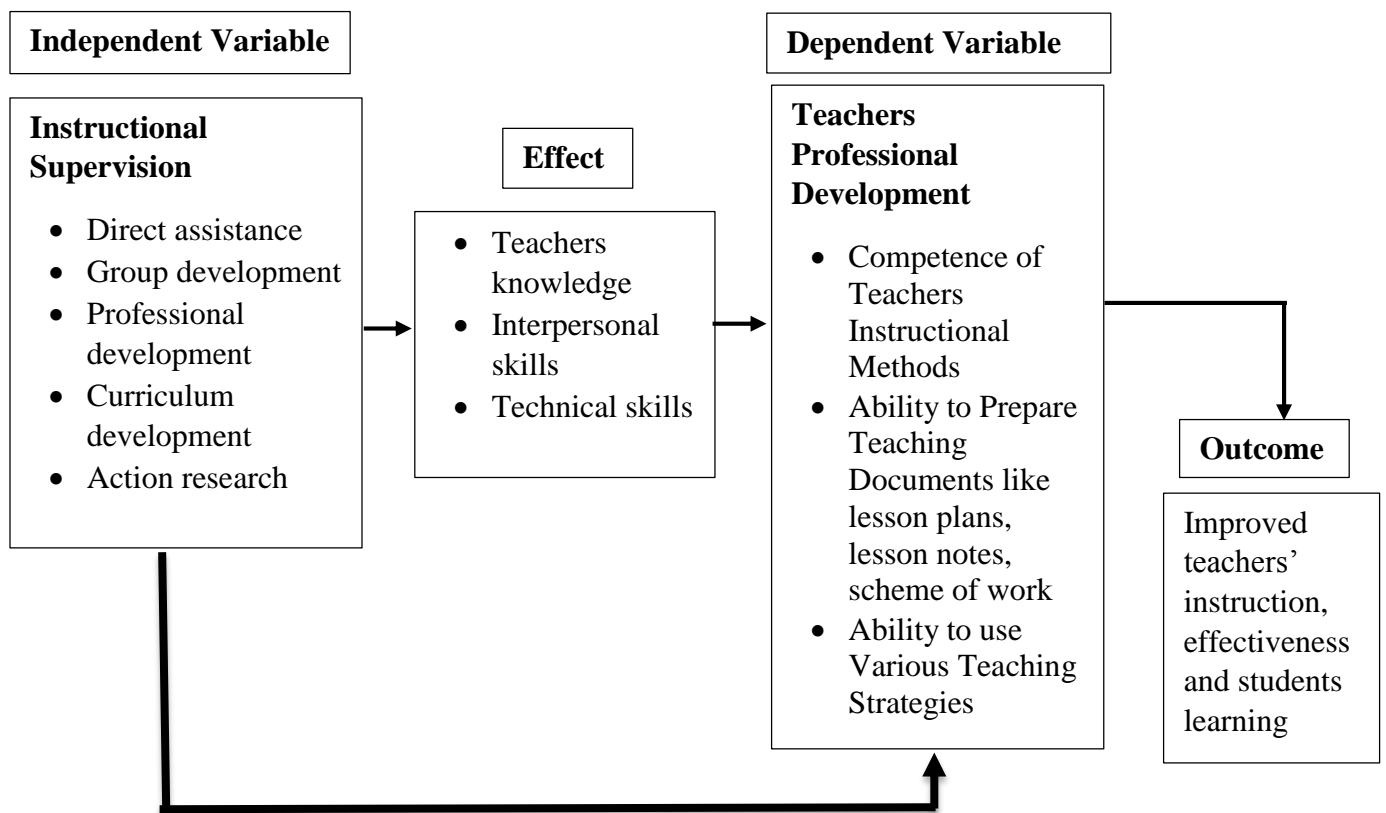 Independent Variable
Instructional
Supervision
• Direct assistance
• Group development
• Professional
development
• Curriculum
development
• Action research
Effect
• Teachers
knowledge
• Interpersonal
skills
• Technical skills
Dependent Variable
Teachers
Professional
Development
• Competence of
Teachers
Instructional
Methods
• Ability to Prepare
Teaching
Documents like
lesson plans,
lesson notes,
scheme of work
• Ability to use
Various Teaching
Strategies
Outcome
Improved
teachers’
instruction,
effectiveness
and students
learning